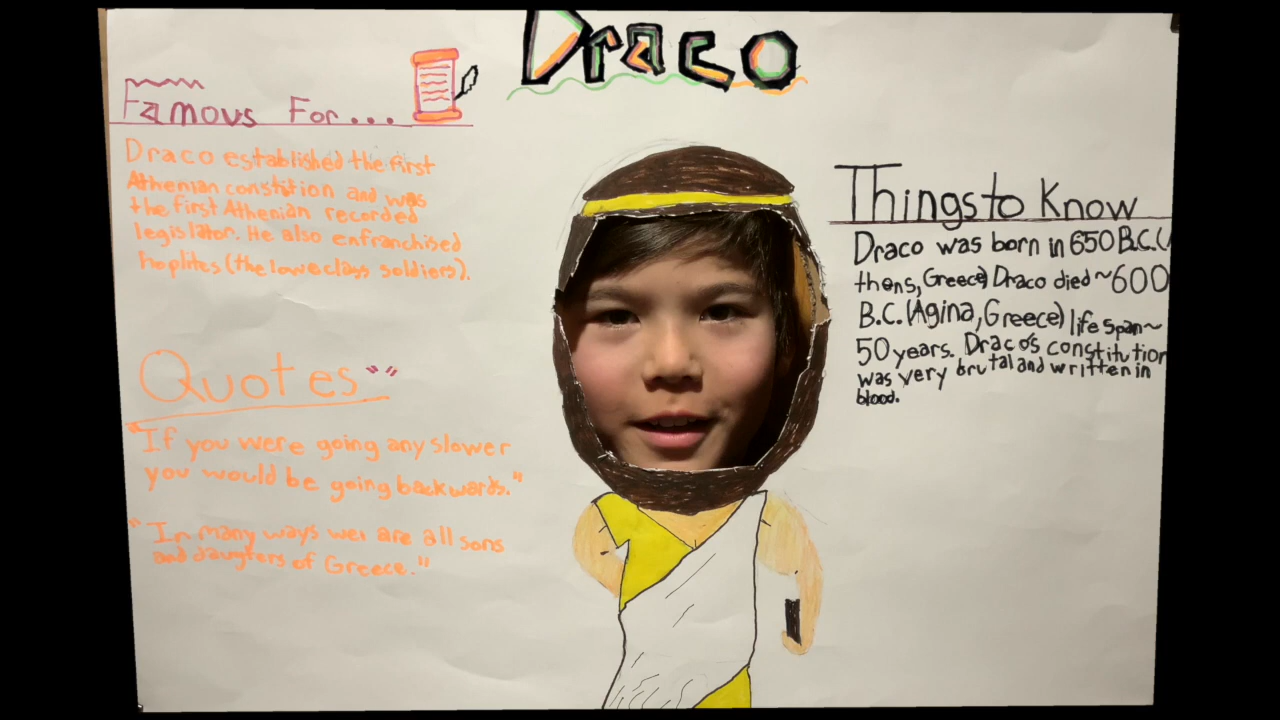 Draco
Famous For...
Draco established the first
Athenian constition and was
the first Athenian recorded
legislator. He also enfranchised
hoplites (the lowe class soldiers).
Quotes""
"If you were going any slower
you would be going backwards."
"In many ways wei are all sons
and daugters of Greece."
Things to Know
Draco was born in 650 B.C.(
thens, Greece) Draco died ~600
B.C. (Agina, Greece) life span~
50 years. Draco's constitution
was very brutal and written in
blood.